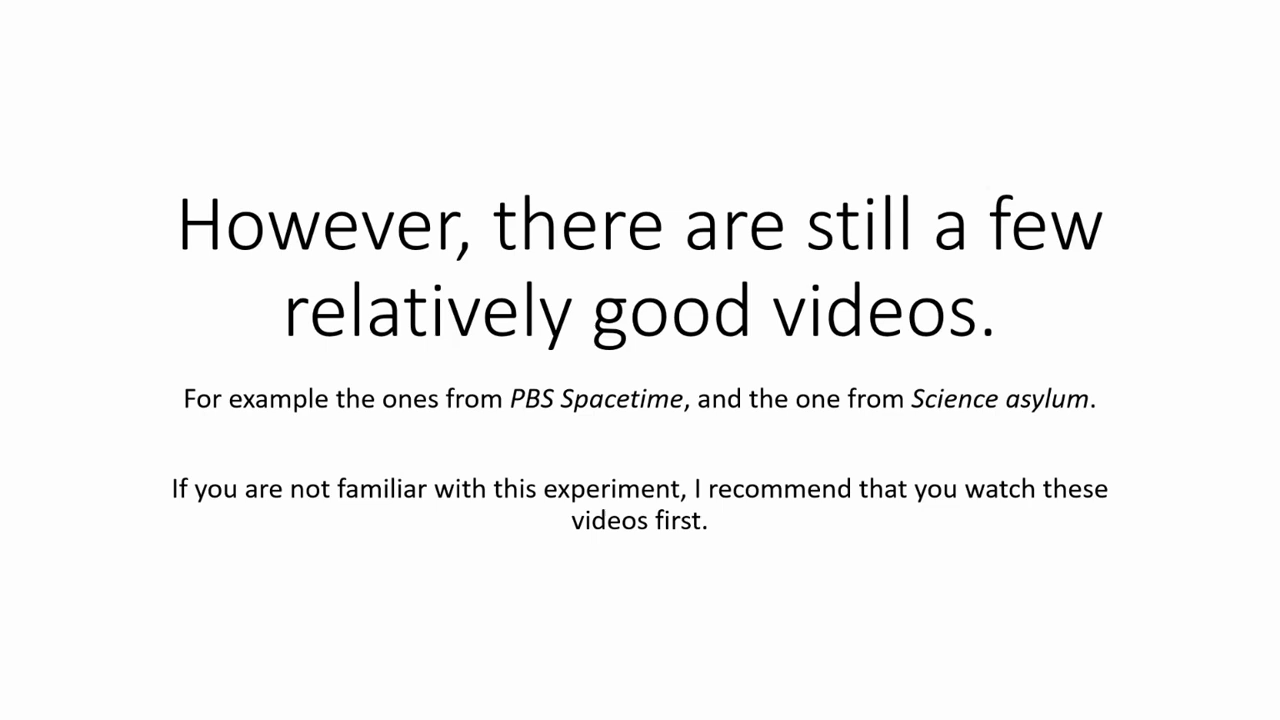 However, there are still a few
relatively good videos.
For example the ones from PBS Spacetime, and the one from Science asylum.
If you are not familiar with this experiment, I recommend that you watch these
videos first.